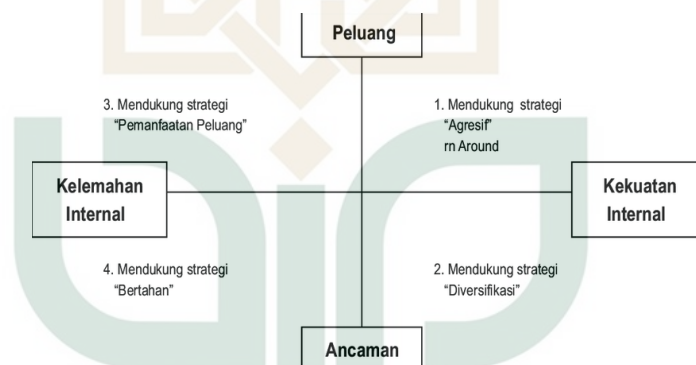 Peluang
3. Mendukung strategi
“Pemanfaatan Peluang”
1. Mendukung  strategi
“Agresif”
rn Around
Kelemahan
Internal
Kekuatan
Internal
4. Mendukung strategi
“Bertahan”
2. Mendukung strategi
“Diversifikasi”
Ancaman